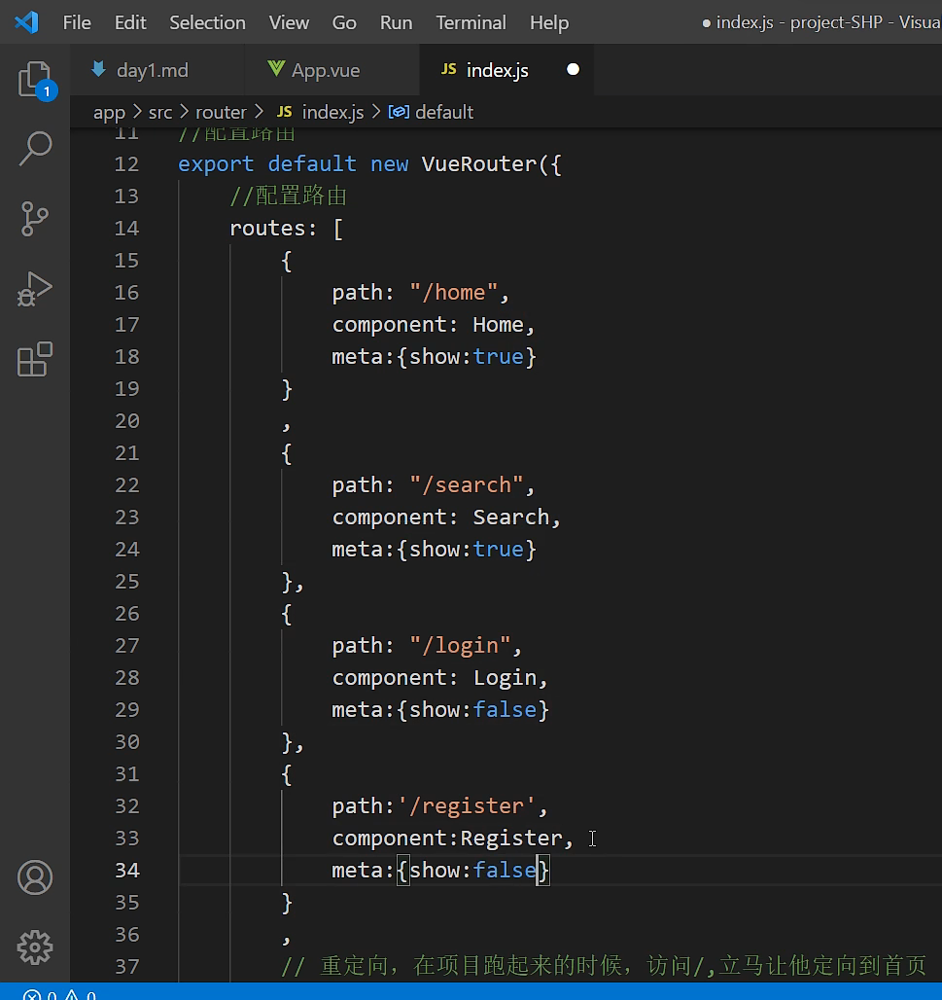 File Edit Selection View Go Run Terminal Help ● index.js - project-SHP - Visua
day1.md App.vue JS index.js ●
1
app > src > router > JS index.js > default
11 //配置路由
12 export default new VueRouter({
13 //配置路由
14 routes: [
15 {
16 path: "/home",
17 component: Home,
18 meta:{show:true}
19 }
20 ,
21 {
22 path: "/search",
23 component: Search,
24 meta:{show:true}
25 },
26 {
27 path: "/login",
28 component: Login,
29 meta:{show:false}
30 },
31 {
32 path:'/register',
33 component:Register,
34 meta:{show:false}
35 }
36 ,
37 // 重定向，在项目跑起来的时候，访问/,立马让他定向到首页
0 0